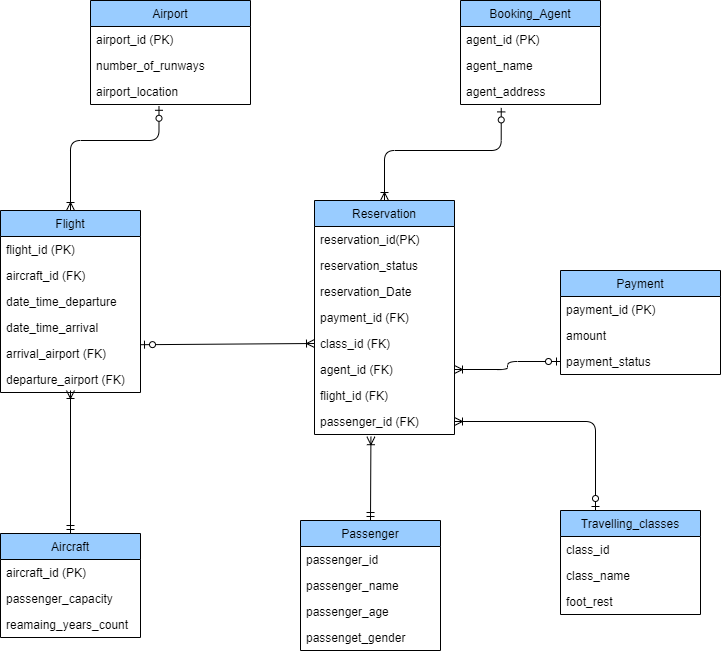 Airport
airport_id (PK)
number_of_runways
airport_location
Booking_Agent
agent_id (PK)
agent_name
agent_address
Flight
flight_id (PK)
aircraft_id (FK)
date_time_departure
date_time_arrival
arrival_airport (FK)
departure_airport (FK)
Reservation
reservation_id(PK)
reservation_status
reservation_Date
payment_id (FK)
class_id (FK)
agent_id (FK)
flight_id (FK)
passenger_id (FK)
Payment
payment_id (PK)
amount
payment_status
Aircraft
aircraft_id (PK)
passenger_capacity
reamaing_years_count
Passenger
passenger_id
passenger_name
passenger_age
passenget_gender
Travelling_classes
class_id
class_name
foot_rest